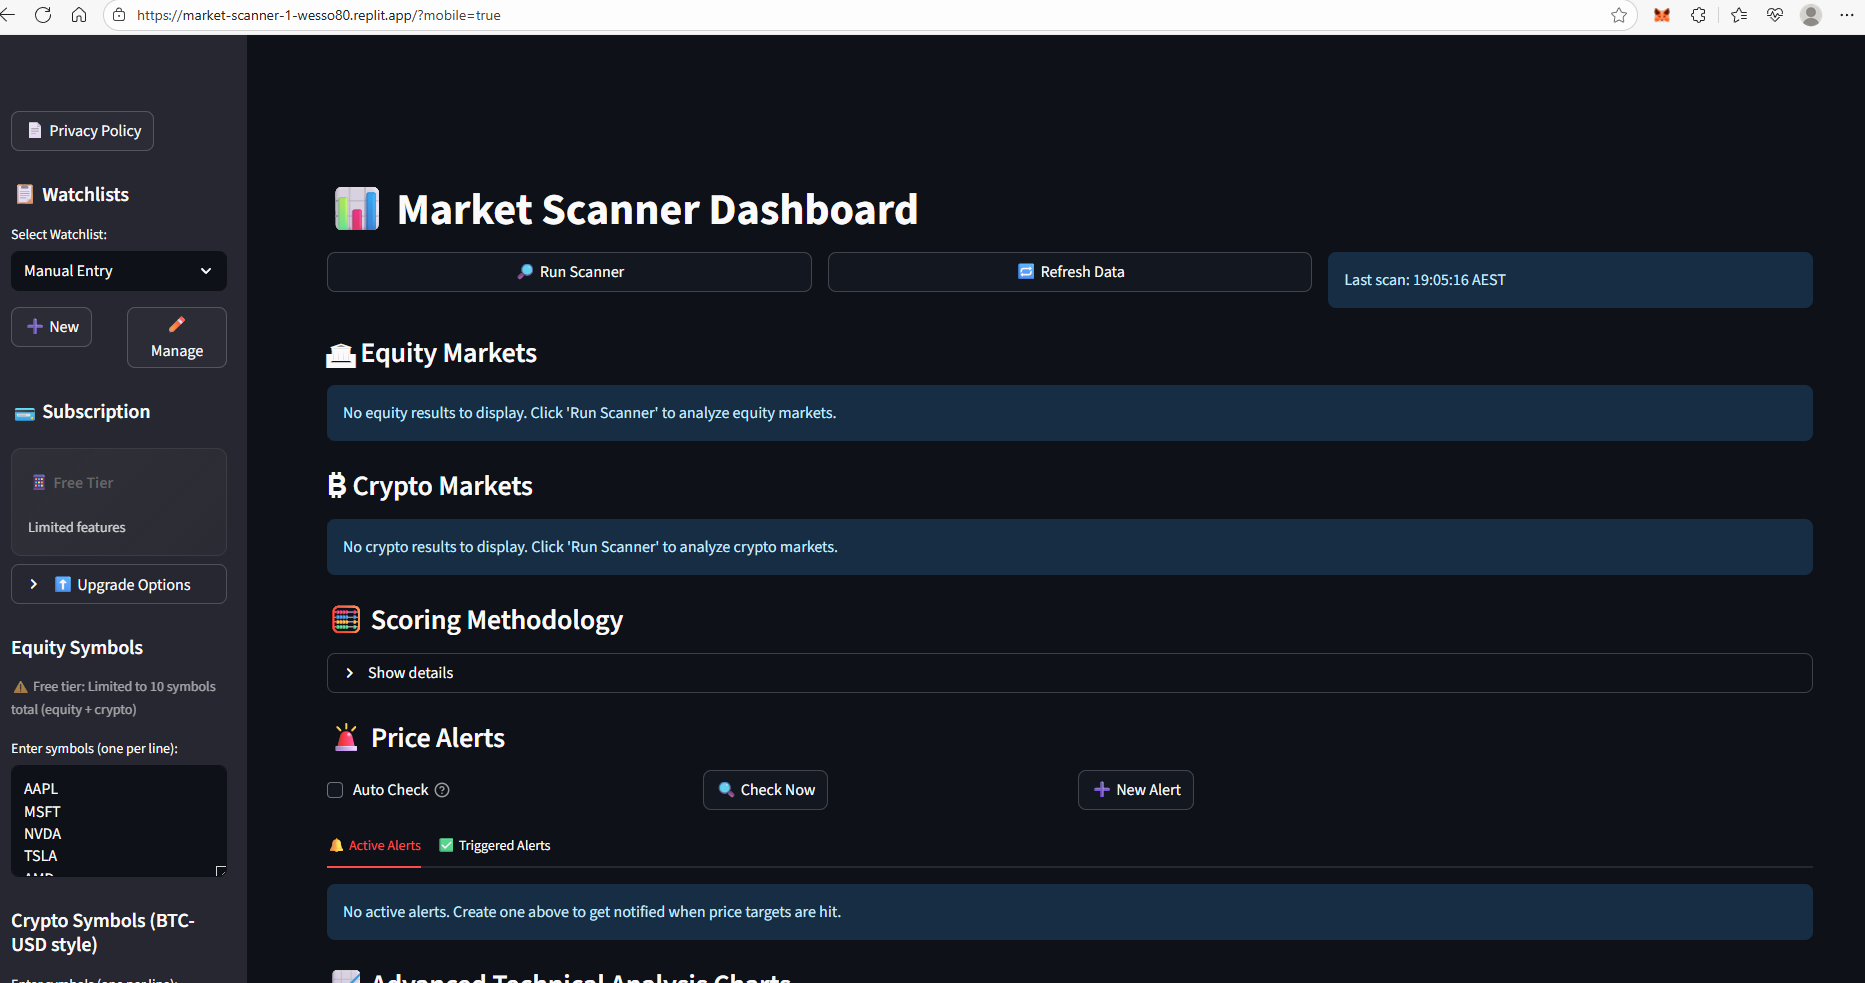 https://market-scanner-1-wesso80.replit.app/?mobile=true
Privacy Policy
Watchlists
Select Watchlist:
Manual Entry
New
Manage
Subscription
Free Tier
Limited features
Upgrade Options
Equity Symbols
Free tier: Limited to 10 symbols
total (equity + crypto)
Enter symbols (one per line):
AAPL
MSFT
NVDA
TSLA
AMD
Crypto Symbols (BTC-
USD style)
Enter symbols (one per line):
Market Scanner Dashboard
Run Scanner
Refresh Data
Last scan: 19:05:16 AEST
Equity Markets
No equity results to display. Click 'Run Scanner' to analyze equity markets.
₿ Crypto Markets
No crypto results to display. Click 'Run Scanner' to analyze crypto markets.
Scoring Methodology
Show details
Price Alerts
Auto Check
Check Now
New Alert
Active Alerts
Triggered Alerts
No active alerts. Create one above to get notified when price targets are hit.
Advanced Technical Analysis Charts